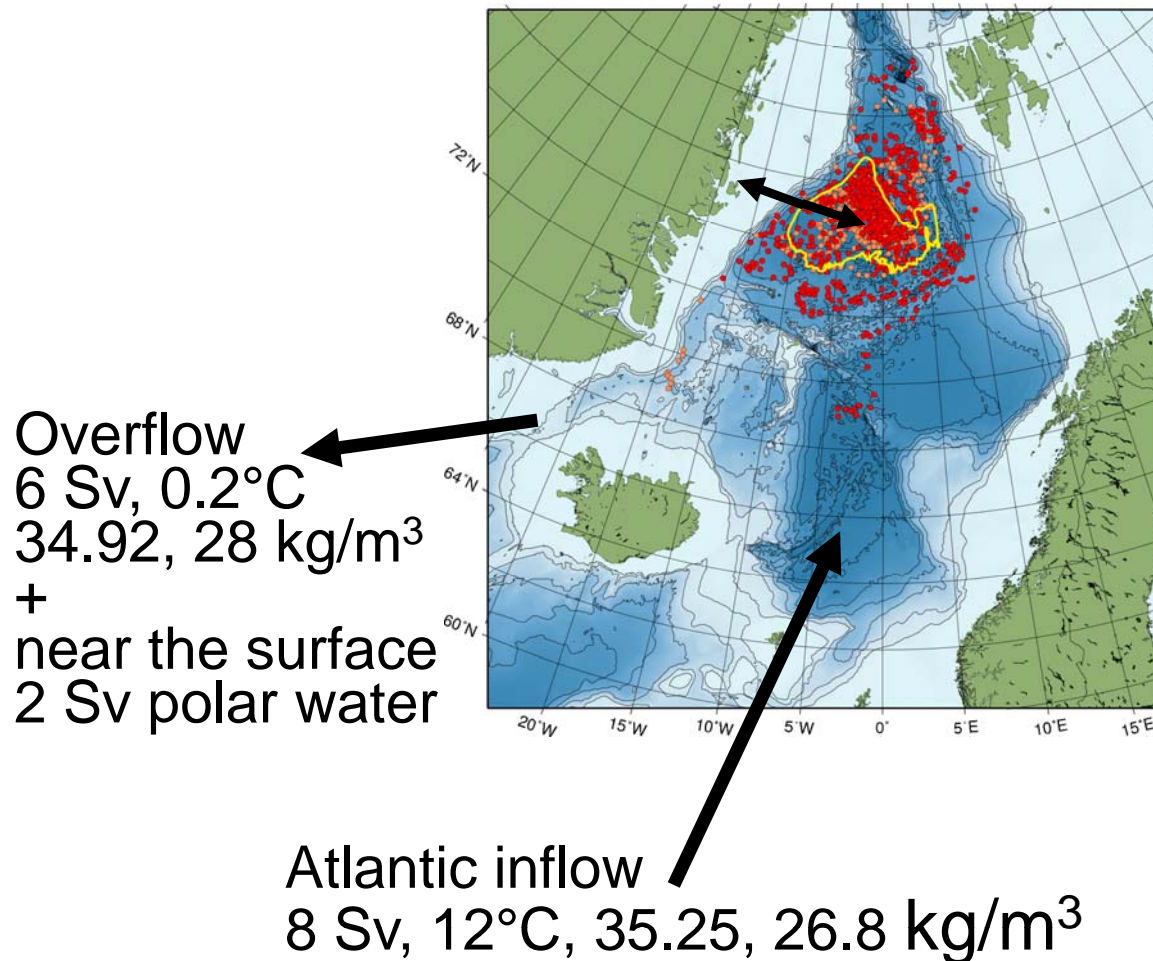 72˚N
68˚N
64˚N
60˚N
20˚W
15˚W
10˚W
5˚W
0˚
5˚E
10˚E
15˚E
Overflow
6 Sv, 0.2°C
34.92, 28 kg/m³
+
near the surface
2 Sv polar water
Atlantic inflow
8 Sv, 12°C, 35.25, 26.8 kg/m³